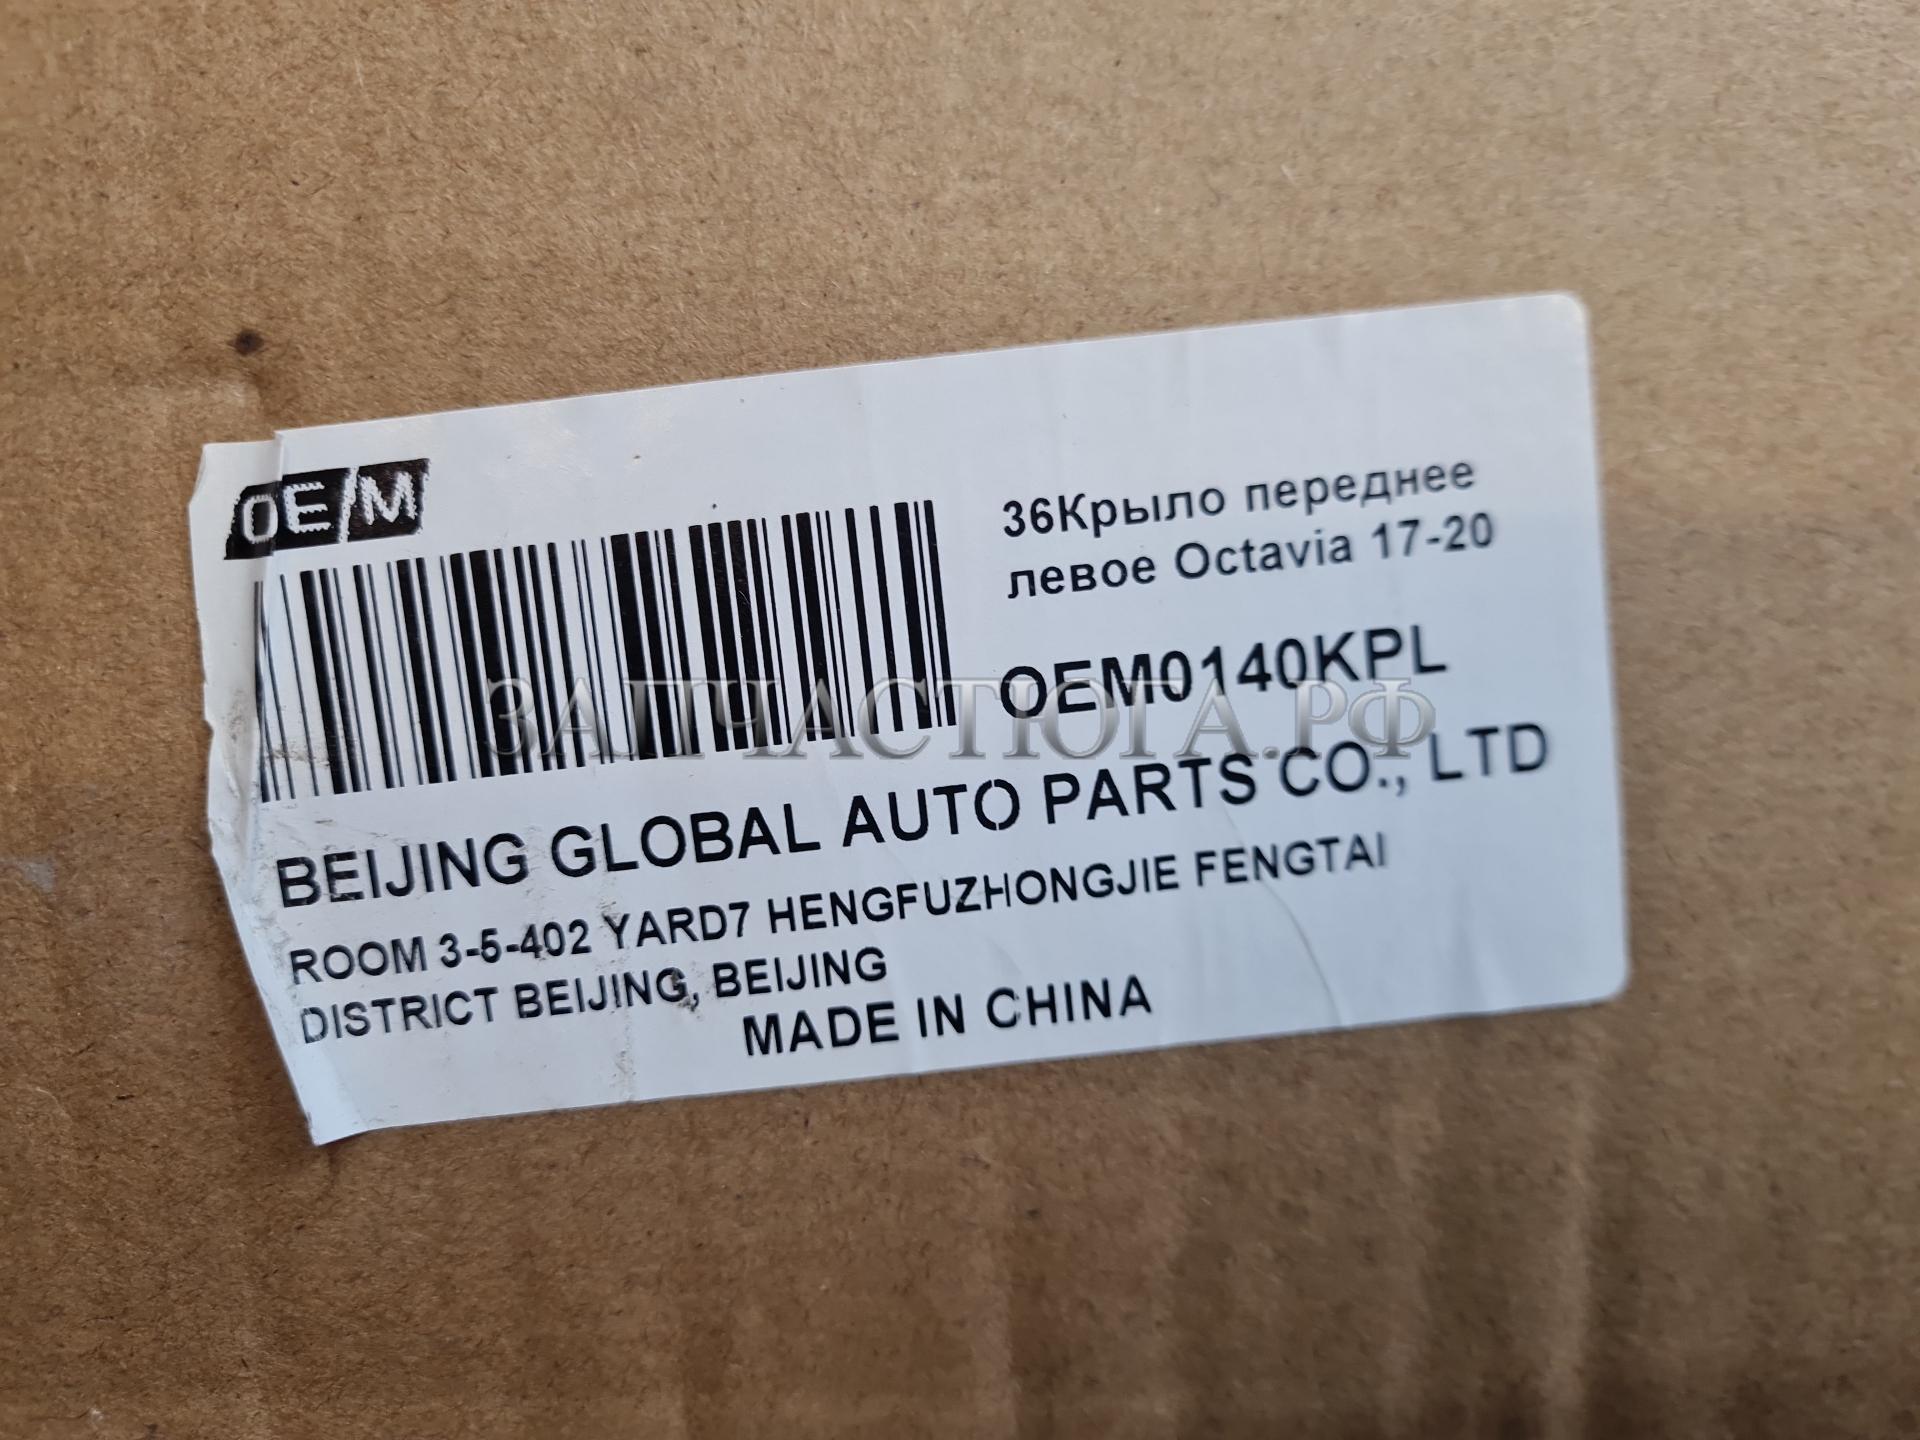 OE/M
36Крыло переднее
левое Octavia 17-20
OEM0140KPL
ЗАПЧАСТЮГА.РФ
BEIJING GLOBAL AUTO PARTS CO., LTD
ROOM 3-5-402 YARD7 HENGFUZHONGJIE FENGTAI
DISTRICT BEIJING, BEIJING
MADE IN CHINA